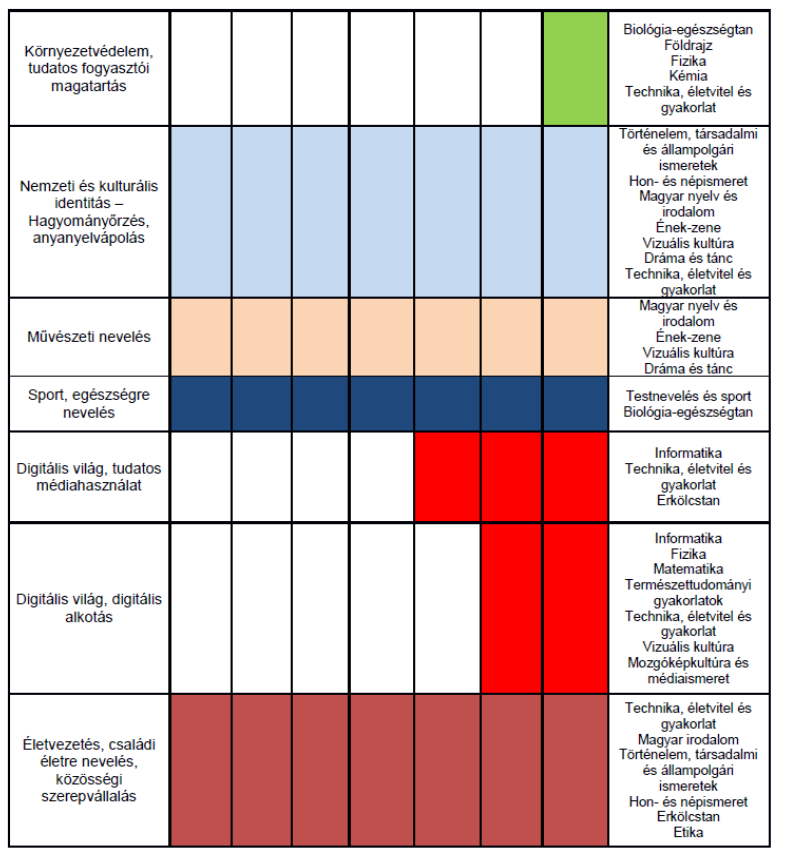 Környezetvédelem,
tudatos fogyasztói
magatartás
Biológia-egészségtan
Földrajz
Fizika
Kémia
Technika, életvitel és
gyakorlat
Nemzeti és kulturális
identitás –
Hagyományőrzés,
anyanyelvápolás
Történelem, társadalmi
és állampolgári
ismeretek
Hon- és népismeret
Magyar nyelv és
irodalom
Ének-zene
Vizuális kultúra
Dráma és tánc
Technika, életvitel és
gyakorlat
Művészeti nevelés
Magyar nyelv és
irodalom
Ének-zene
Vizuális kultúra
Dráma és tánc
Sport, egészségre
nevelés
Testnevelés és sport
Biológia-egészségtan
Digitális világ, tudatos
médiahasználat
Informatika
Technika, életvitel és
gyakorlat
Erkölcstan
Digitális világ, digitális
alkotás
Informatika
Fizika
Matematika
Természettudományi
gyakorlatok
Technika, életvitel és
gyakorlat
Vizuális kultúra
Mozgóképkultúra és
médiaismeret
Életvezetés, családi
életre nevelés,
közösségi
szerepvállalás
Technika, életvitel és
gyakorlat
Magyar irodalom
Történelem, társadalmi
és állampolgári
ismeretek
Hon- és népismeret
Erkölcstan
Etika